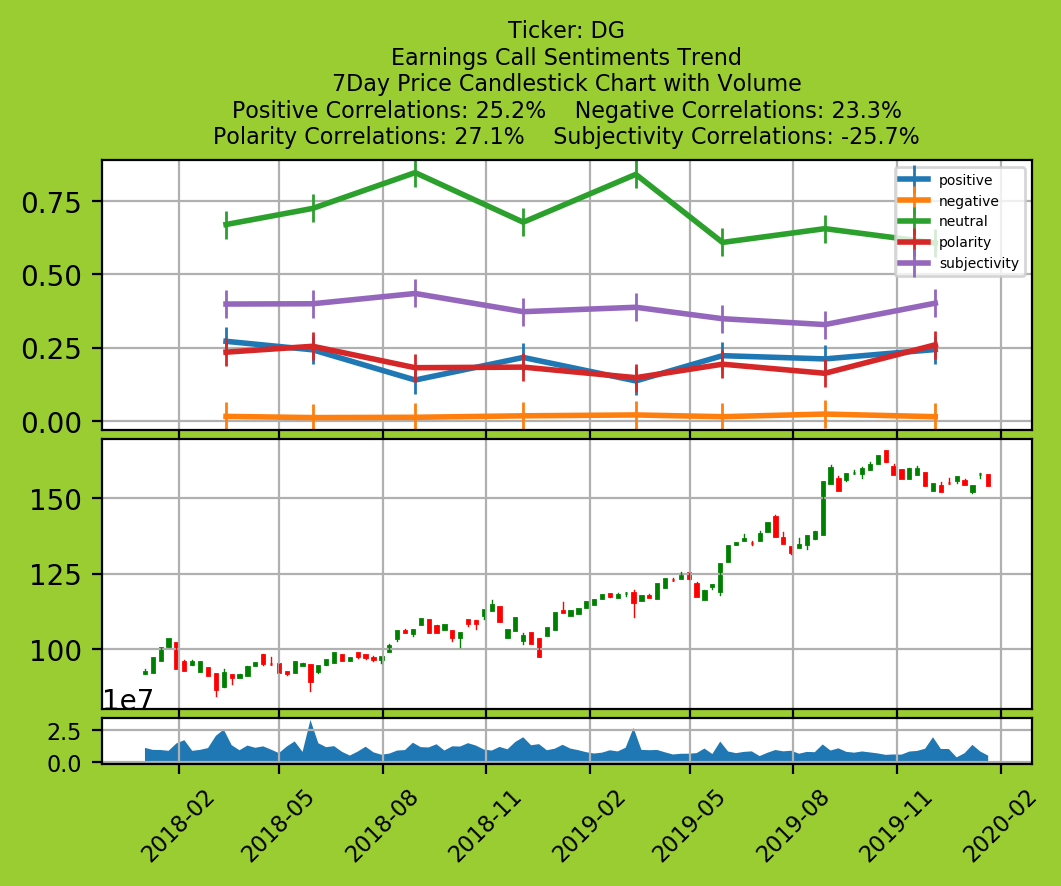 Ticker: DG
Earnings Call Sentiments Trend
7Day Price Candlestick Chart with Volume
Positive Correlations: 25.2%    Negative Correlations: 23.3%
Polarity Correlations: 27.1%    Subjectivity Correlations: -25.7%
0.75
0.50
0.25
0.00
positive
negative
neutral
polarity
subjectivity
150
125
100
1e7
2.5
0.0
2018-02
2018-05
2018-08
2018-11
2019-02
2019-05
2019-08
2019-11
2020-02